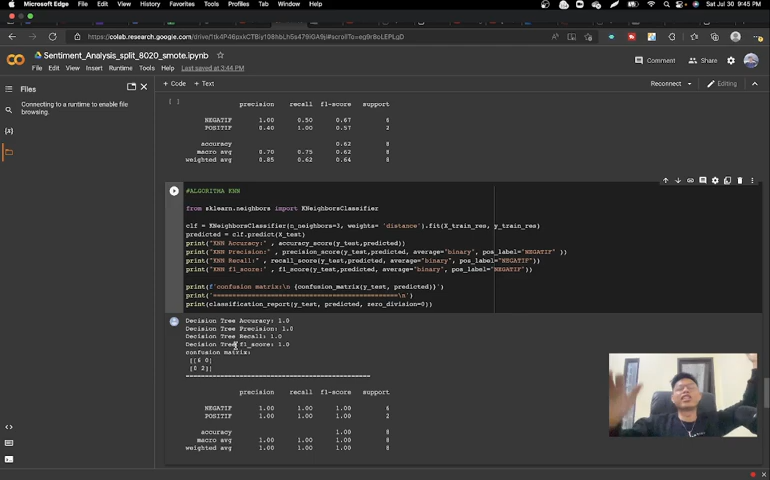 Microsoft Edge File Edit View History Favorites Tools Profiles Tab Window Help Sat Jul 30 9:45 PM
Sentiment_Analysis_split_8020_smote.ipynb
Comment Share
File Edit View Insert Runtime Tools Help Last saved at 3:44 PM
Files
+ Code + Text
Reconnect Editing
Connecting to a runtime to enable file browsing.
[ ]
precision recall f1-score support
NEGATIF 1.00 0.50 0.67
POSITIF 0.40 1.00 0.57 2
accuracy 0.62 8
macro avg 0.70 0.75 0.62 8
weighted avg 0.85 0.62 0.64 8
#ALGORITMA KNN
from sklearn.neighbors import KNeighborsClassifier
clf = KNeighborsClassifier(n_neighbors=3, weights= 'distance').fit(X_train_res, y_train_res)
predicted = clf.predict(X_test)
print("KNN Accuracy:" , accuracy_score(y_test,predicted))
print("KNN Precision:" , precision_score(y_test,predicted, average="binary", pos_label="NEGATIF" ))
print("KNN Recall:" , recall_score(y_test,predicted, average="binary", pos_label="NEGATIF"))
print("KNN f1_score:" , f1_score(y_test,predicted, average="binary", pos_label="NEGATIF"))
print(f'confusion matrix:\n {confusion_matrix(y_test, predicted)}')
print(classification_report(y_test, predicted, zero_division=0))
Decision Tree Accuracy: 1.0
Decision Tree Precision: 1.0
Decision Tree Recall: 1.0
Decision Tree f1_score: 1.0
confusion matrix:
[[6 0]
[0 2]]
precision recall f1-score support
NEGATIF 1.00 1.00 1.00 6
POSITIF 1.00 1.00 1.00 2
accuracy 1.00 8
macro avg 1.00 1.00 1.00 8
weighted avg 1.00 1.00 1.00 8